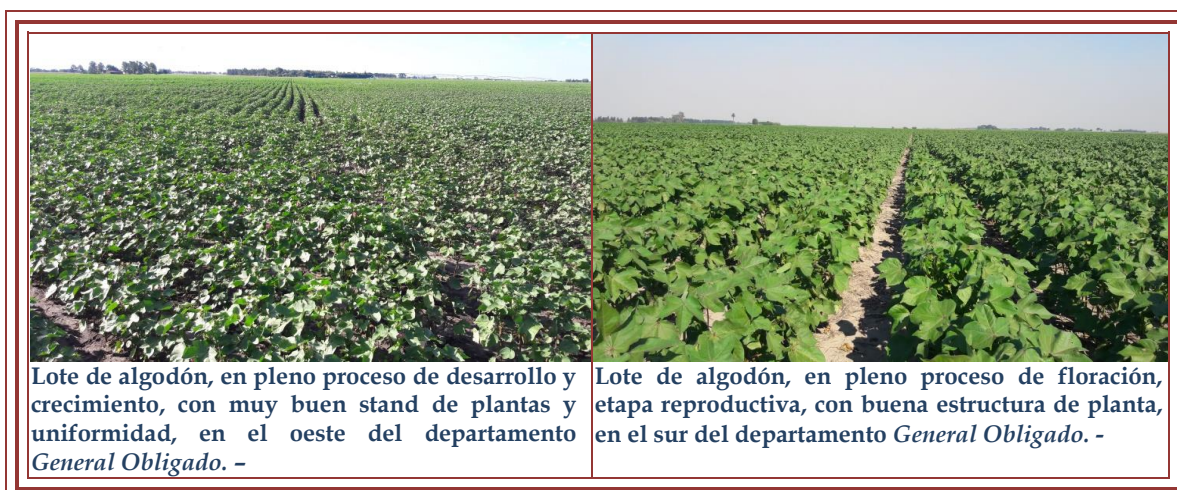 Lote de algodón, en pleno proceso de desarrollo y
crecimiento, con muy buen stand de plantas y
uniformidad, en el oeste del departamento
General Obligado. –
Lote de algodón, en pleno proceso de floración,
etapa reproductiva, con buena estructura de planta,
en el sur del departamento General Obligado. -